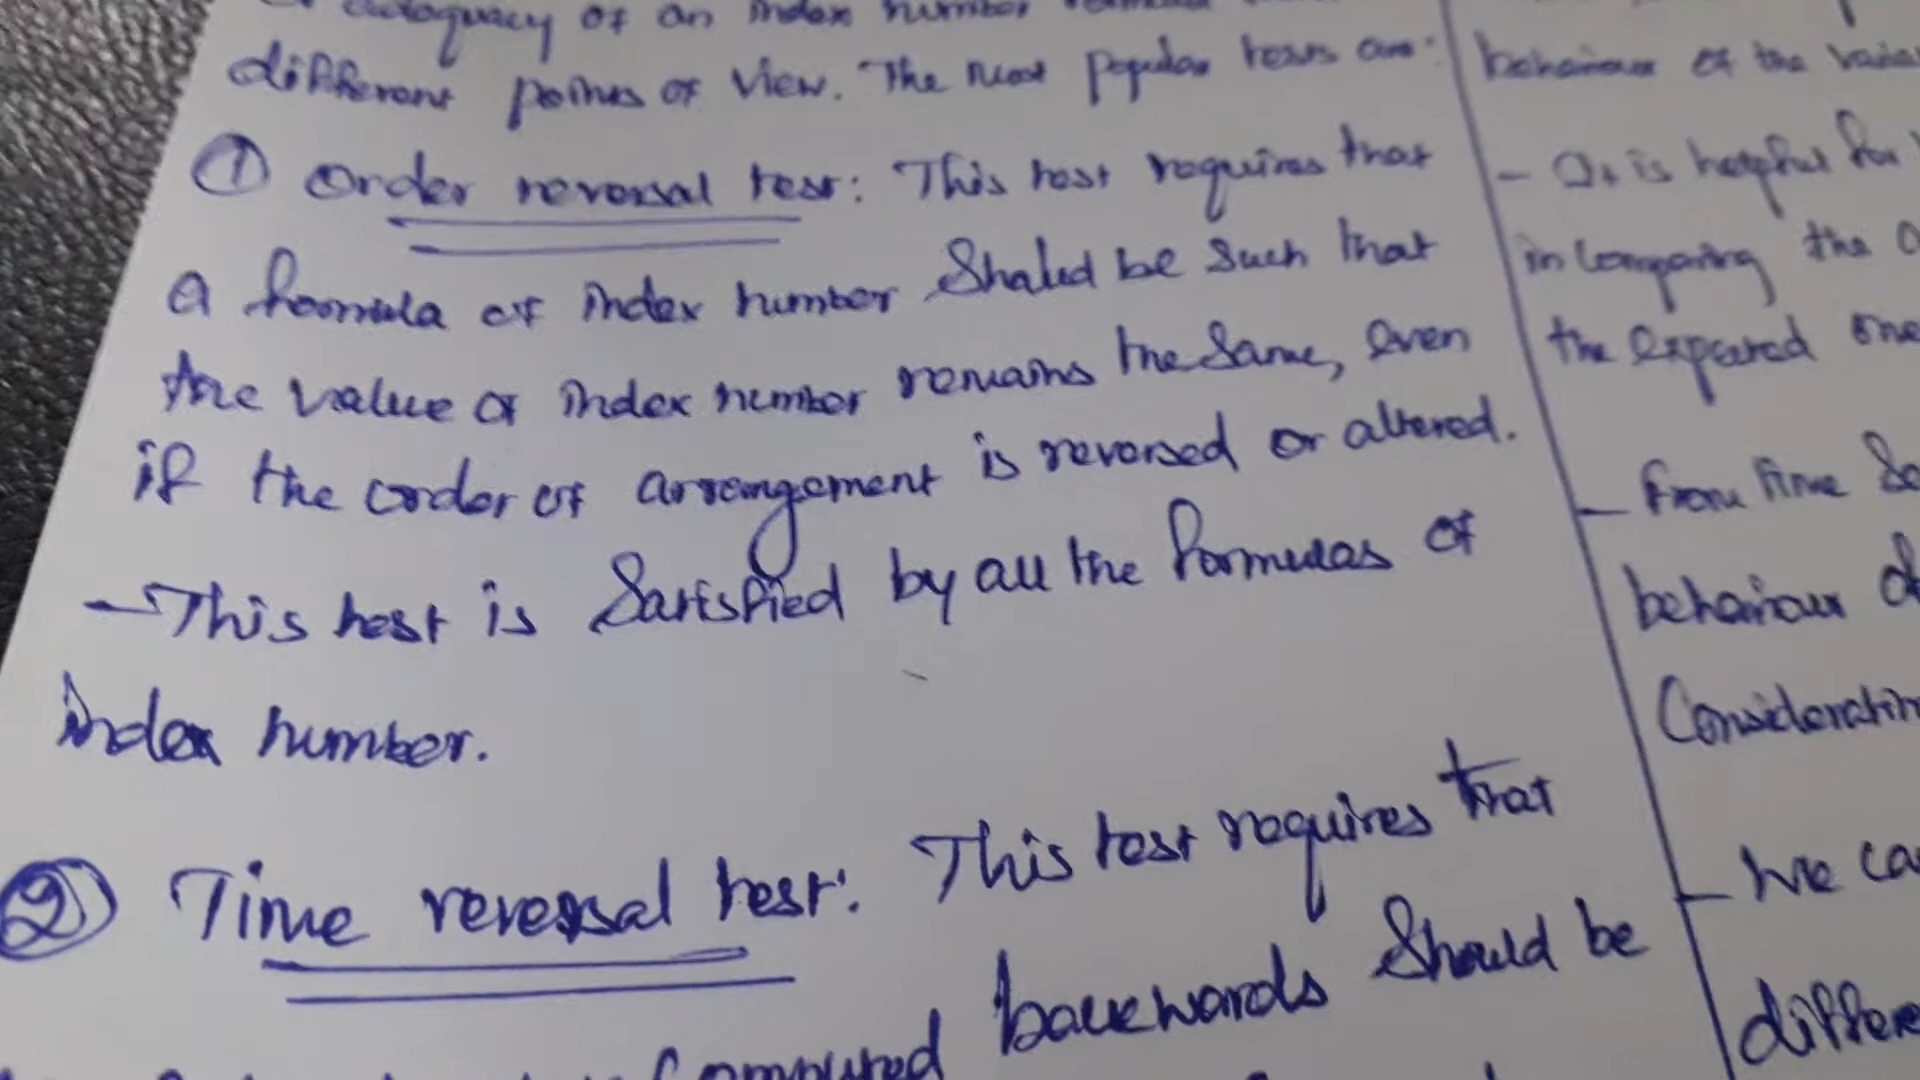 adequacy of an index number
different points of view. The most popular tests are:
① Order reversal test: This test requires that
a formula of index number should be such that
the value of index number remains the same, even
if the order of arrangement is reversed or altered.
- This test is satisfied by all the formulas of
index number.
② Time reversal test: This test requires that
computed backwards should be
behaviour of the
- It is helpful for
in comparing the
the expected one
- From time
behaviour
Consideration
- We ca
differe